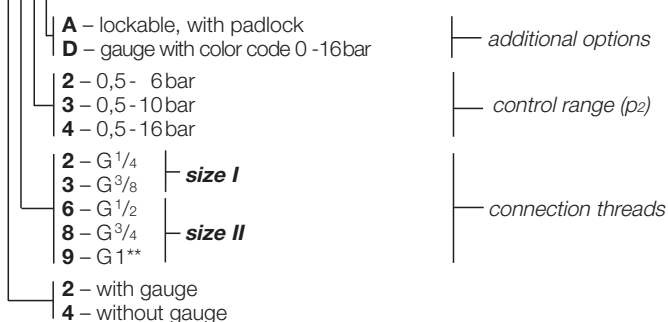 A – lockable, with padlock
D – gauge with color code 0 -16bar
additional options
2 – 0,5 - 6bar
3 – 0,5 - 10bar
4 – 0,5 - 16bar
control range (p2)
2 – G1/4
3 – G3/8
size I
6 – G1/2
8 – G3/4
9 – G1**
size II
connection threads
2 – with gauge
4 – without gauge